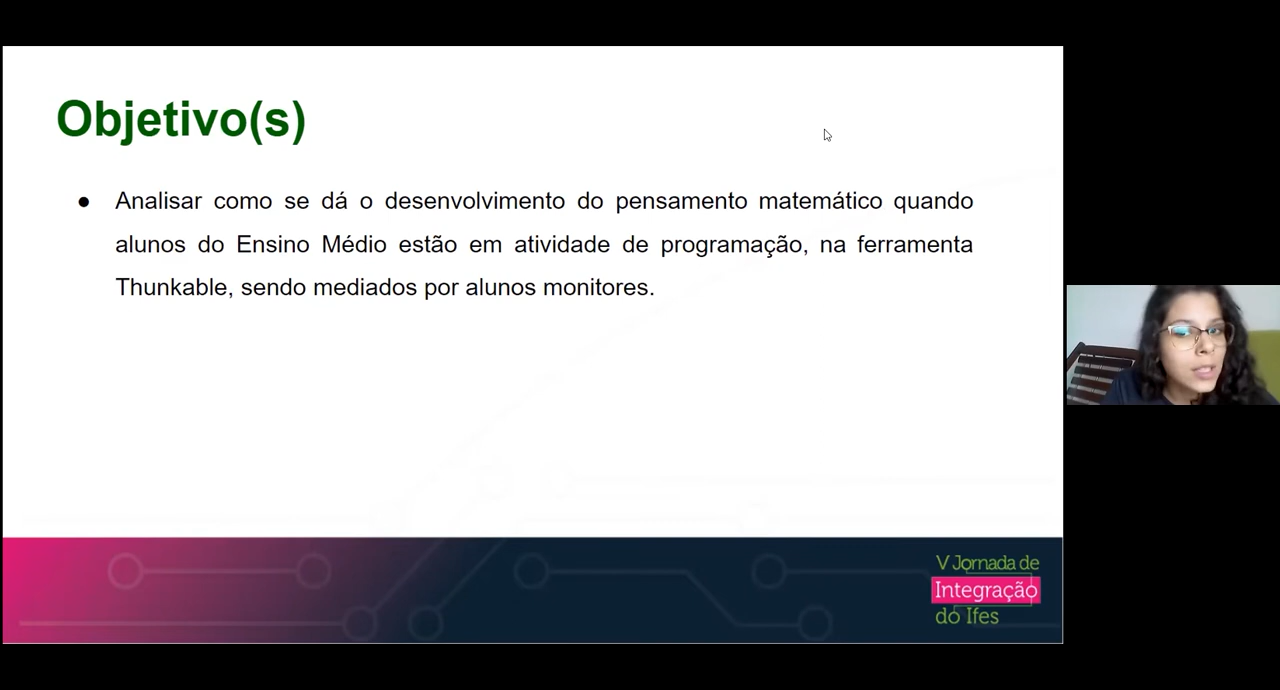 Objetivo(s)
● Analisar como se dá o desenvolvimento do pensamento matemático quando
alunos do Ensino Médio estão em atividade de programação, na ferramenta
Thunkable, sendo mediados por alunos monitores.
V Jornada de
Integração
do Ifes